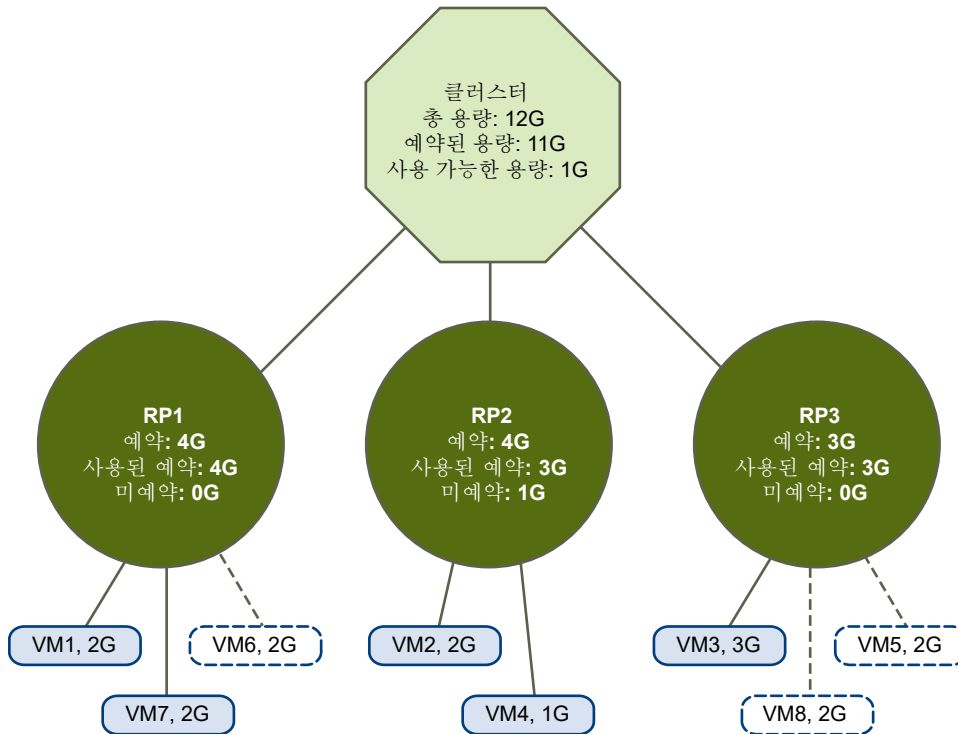 클러스터
총 용량: 12G
예약된 용량: 11G
사용 가능한 용량: 1G
RP1
예약: 4G
사용된 예약: 4G
미예약: 0G
RP2
예약: 4G
사용된 예약: 3G
미예약: 1G
RP3
예약: 3G
사용된 예약: 3G
미예약: 0G
VM1, 2G
VM6, 2G
VM2, 2G
VM3, 3G
VM5, 2G
VM7, 2G
VM4, 1G
VM8, 2G